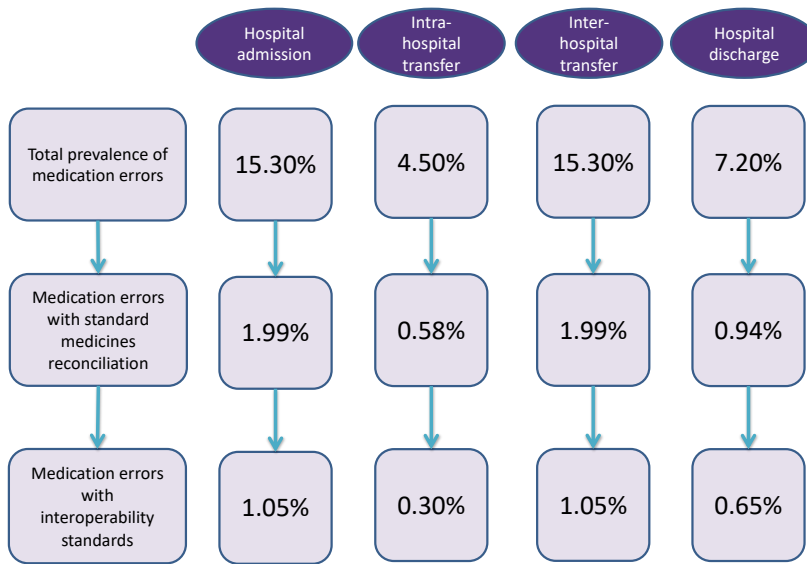 Hospital
admission
Intra-
hospital
transfer
Inter-
hospital
transfer
Hospital
discharge
Total prevalence of
medication errors
15.30%
4.50%
15.30%
7.20%
Medication errors
with standard
medicines
reconciliation
1.99%
0.58%
1.99%
0.94%
Medication errors
with
interoperability
standards
1.05%
0.30%
1.05%
0.65%